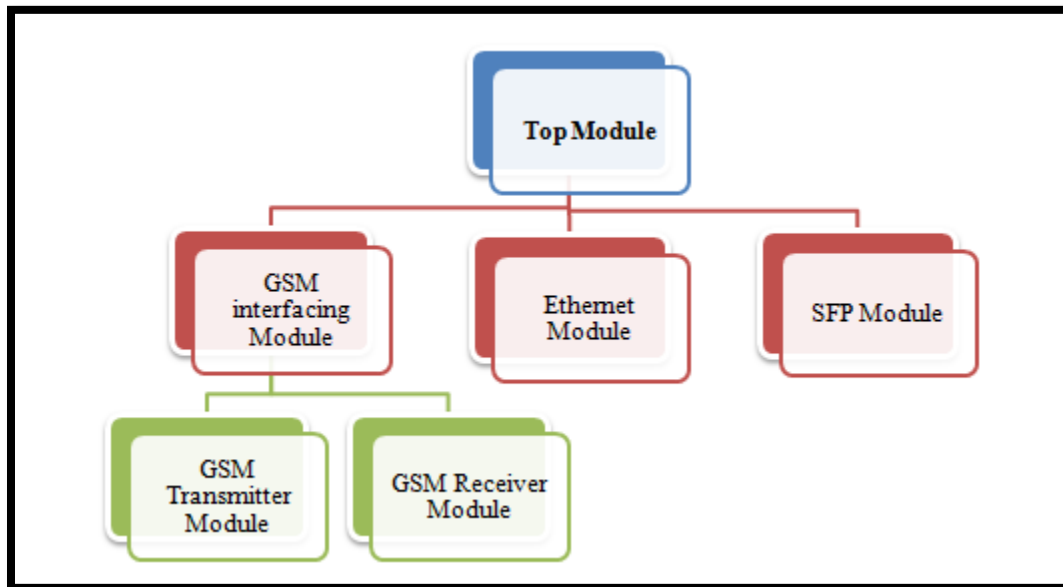 Top Module
GSM
interfacing
Module
Ethernet
Module
SFP Module
GSM
Transmitter
Module
GSM Receiver
Module